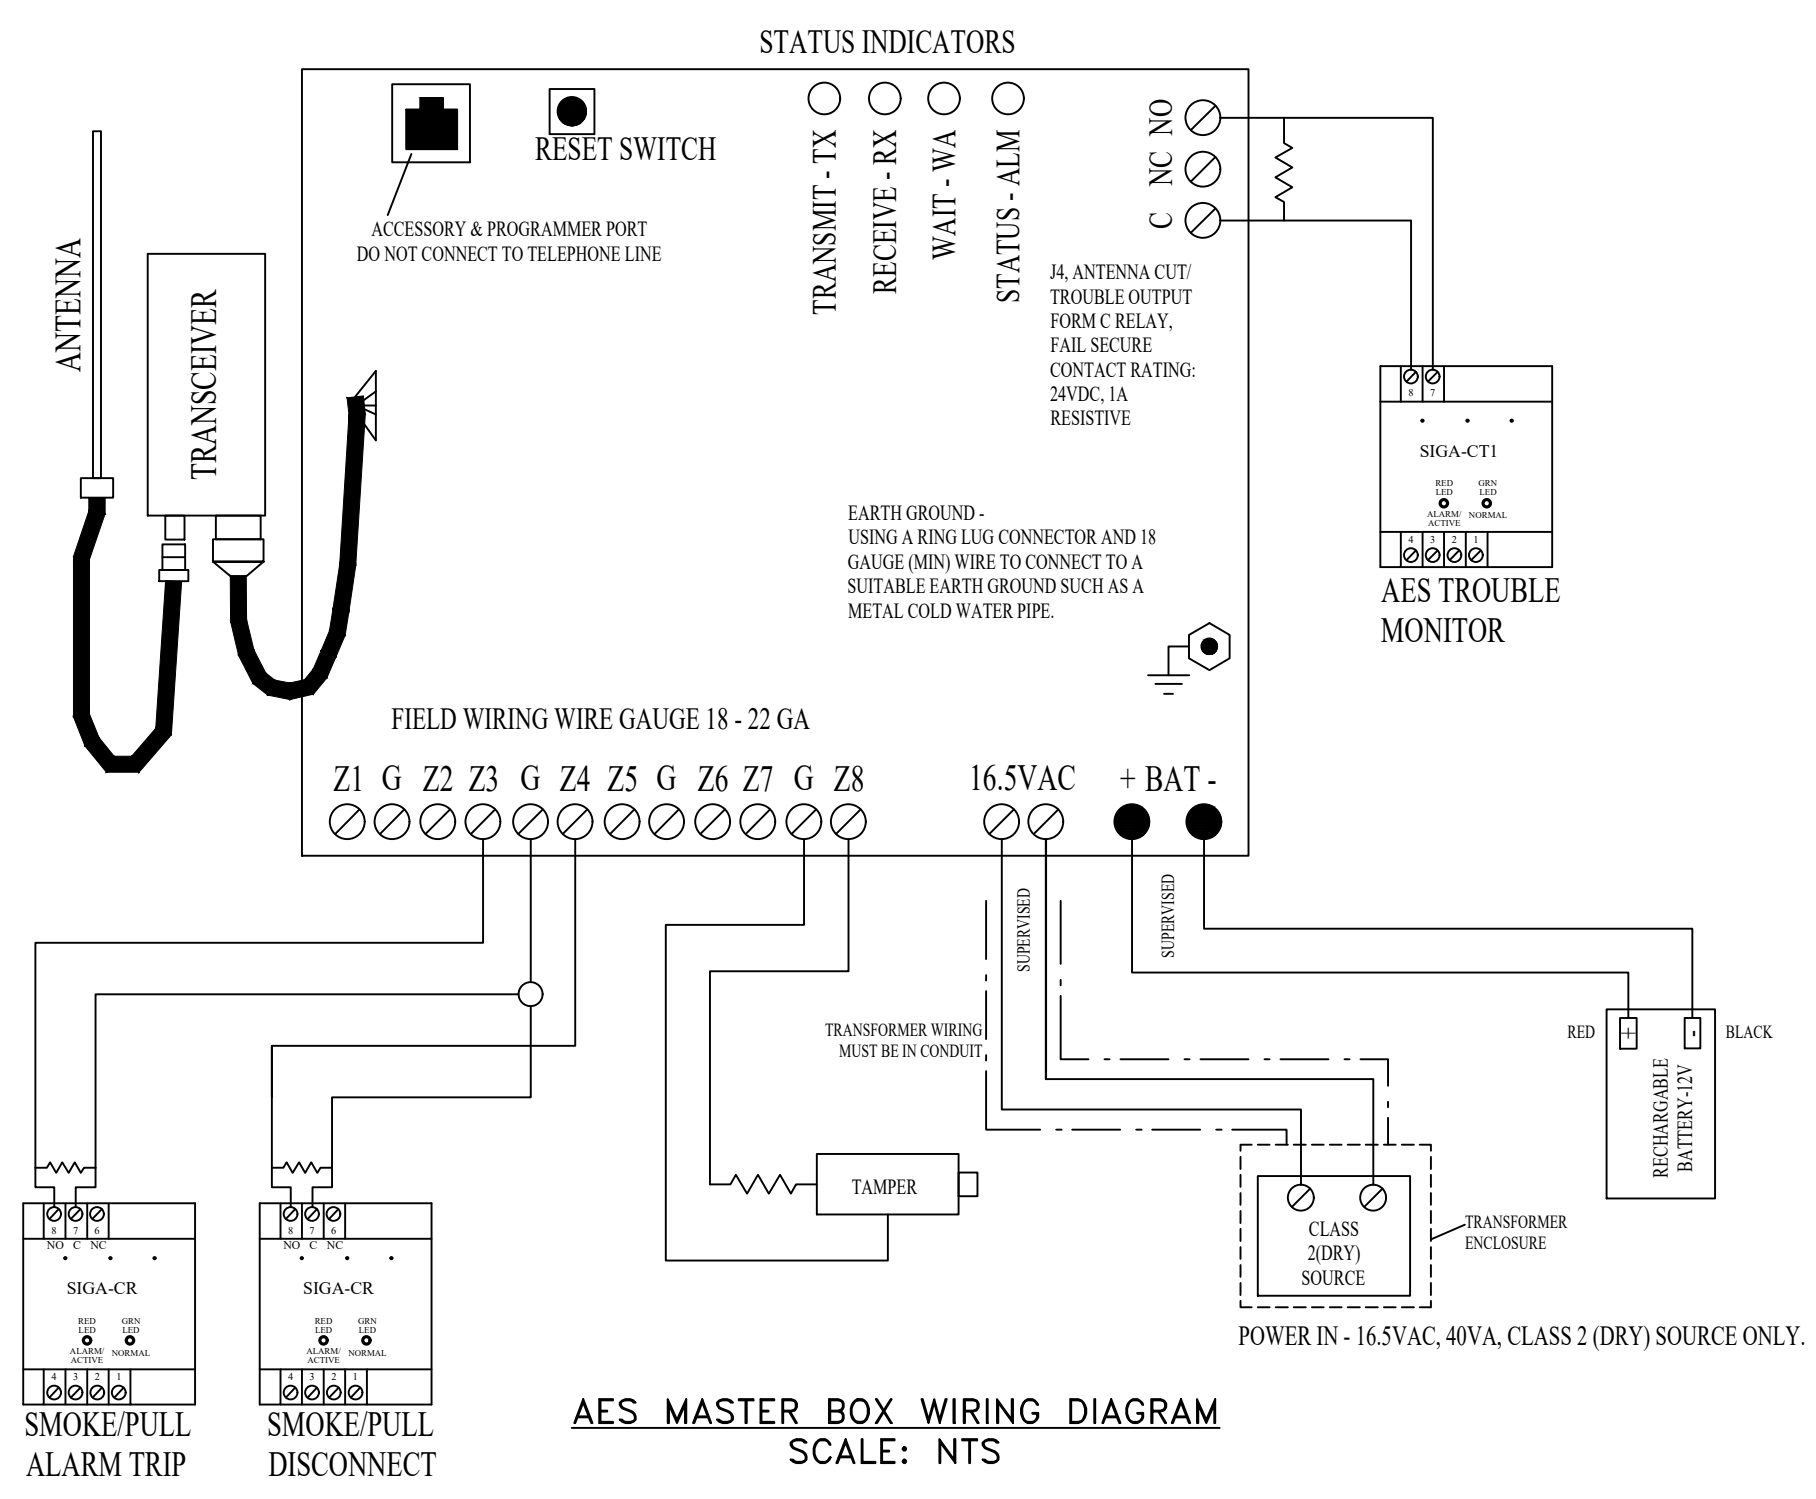 STATUS INDICATORS
RESET SWITCH
ACCESSORY & PROGRAMMER PORT
DO NOT CONNECT TO TELEPHONE LINE
TRANSMIT - TX
RECEIVE - RX
WAIT - WA
STATUS - ALM
NO
NC
C
J4, ANTENNA CUT/
TROUBLE OUTPUT
FORM C RELAY,
FAIL SECURE
CONTACT RATING:
24VDC, 1A
RESISTIVE
ANTENNA
TRANSCEIVER
8 7
SIGA-CT1
RED LED
GRN LED
ALARM/ ACTIVE
NORMAL
4 3 2 1
AES TROUBLE
MONITOR
EARTH GROUND -
USING A RING LUG CONNECTOR AND 18
GAUGE (MIN) WIRE TO CONNECT TO A
SUITABLE EARTH GROUND SUCH AS A
METAL COLD WATER PIPE.
FIELD WIRING WIRE GAUGE 18 - 22 GA
Z1 G Z2 Z3 G Z4 Z5 G Z6 Z7 G Z8
16.5VAC
+ BAT -
SUPERVISED
SUPERVISED
TRANSFORMER WIRING
MUST BE IN CONDUIT
RED
+
-
BLACK
RECHARGABLE
BATTERY-12V
TAMPER
CLASS
2(DRY)
SOURCE
TRANSFORMER
ENCLOSURE
POWER IN - 16.5VAC, 40VA, CLASS 2 (DRY) SOURCE ONLY.
8 7 6
NO C NC
SIGA-CR
RED LED
GRN LED
ALARM/ ACTIVE
NORMAL
4 3 2 1
SMOKE/PULL
ALARM TRIP
8 7 6
NO C NC
SIGA-CR
RED LED
GRN LED
ALARM/ ACTIVE
NORMAL
4 3 2 1
SMOKE/PULL
DISCONNECT
AES MASTER BOX WIRING DIAGRAM
SCALE: NTS